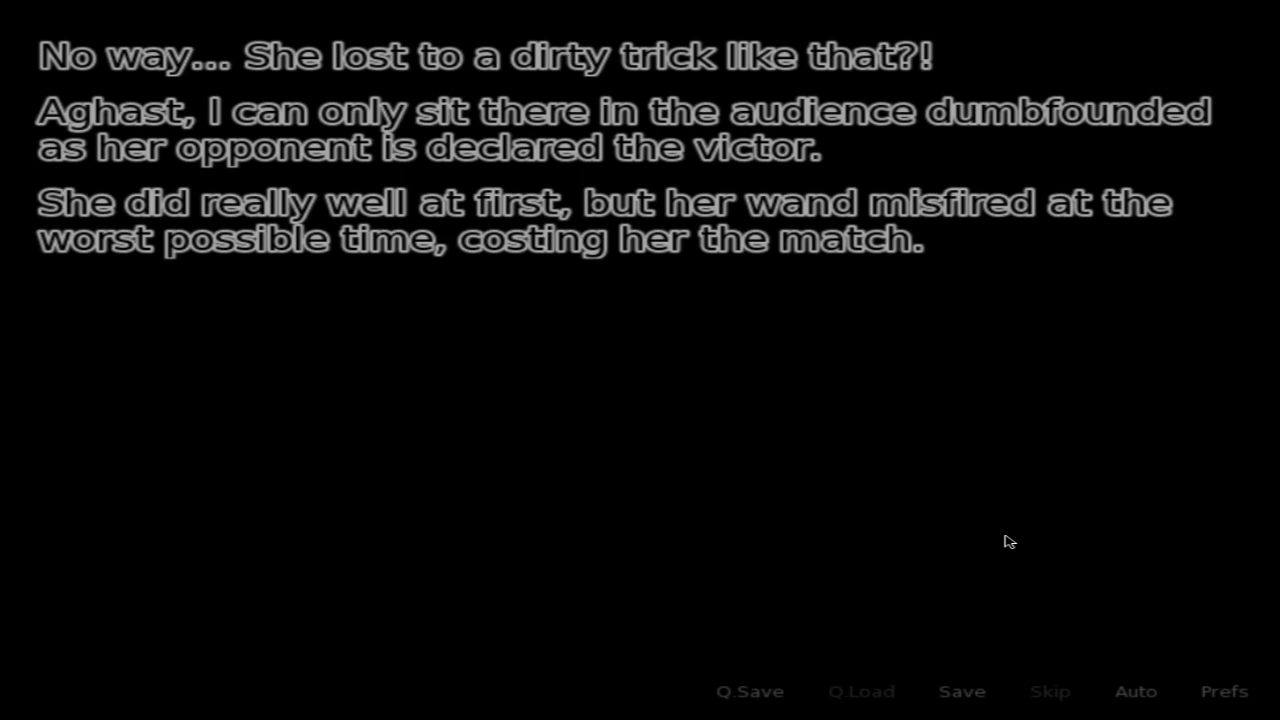 No way... She lost to a dirty trick like that?!
Aghast, I can only sit there in the audience dumbfounded
as her opponent is declared the victor.
She did really well at first, but her wand misfired at the
worst possible time, costing her the match.
Q.Save Q.Load Save Skip Auto Prefs